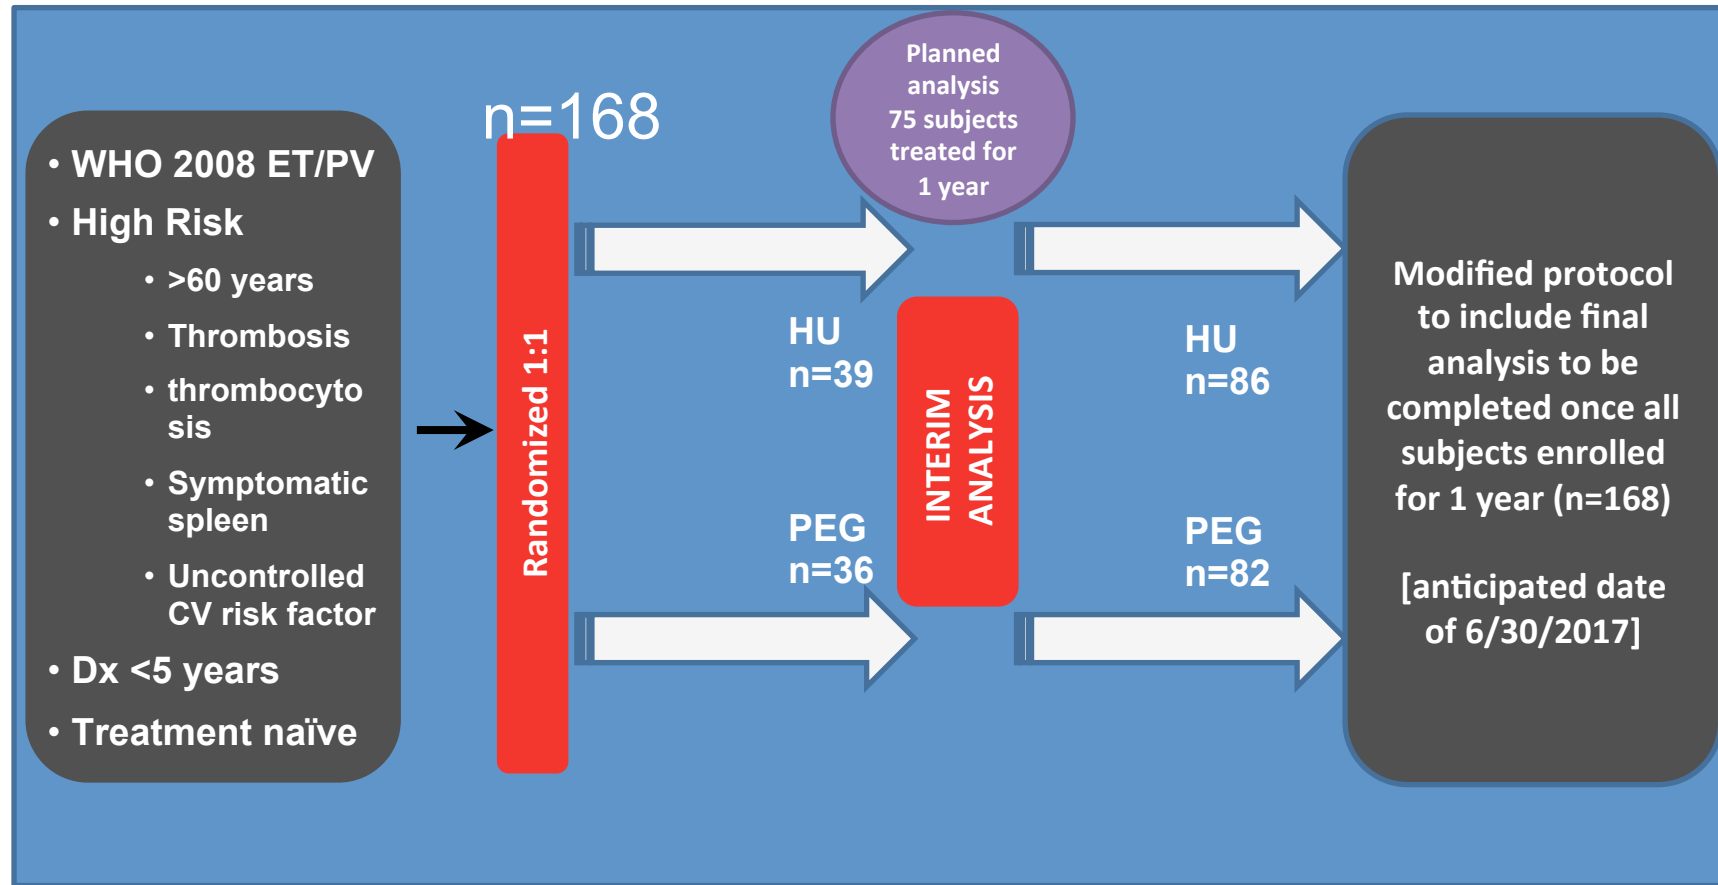 • WHO 2008 ET/PV
• High Risk
• >60 years
• Thrombosis
• thrombocyto
sis
• Symptomatic
spleen
• Uncontrolled
CV risk factor
• Dx <5 years
• Treatment naïve
n=168
Randomized 1:1
Planned
analysis
75 subjects
treated for
1 year
HU
n=39
PEG
n=36
INTERIM
ANALYSIS
HU
n=86
PEG
n=82
Modified protocol
to include final
analysis to be
completed once all
subjects enrolled
for 1 year (n=168)
[anticipated date
of 6/30/2017]